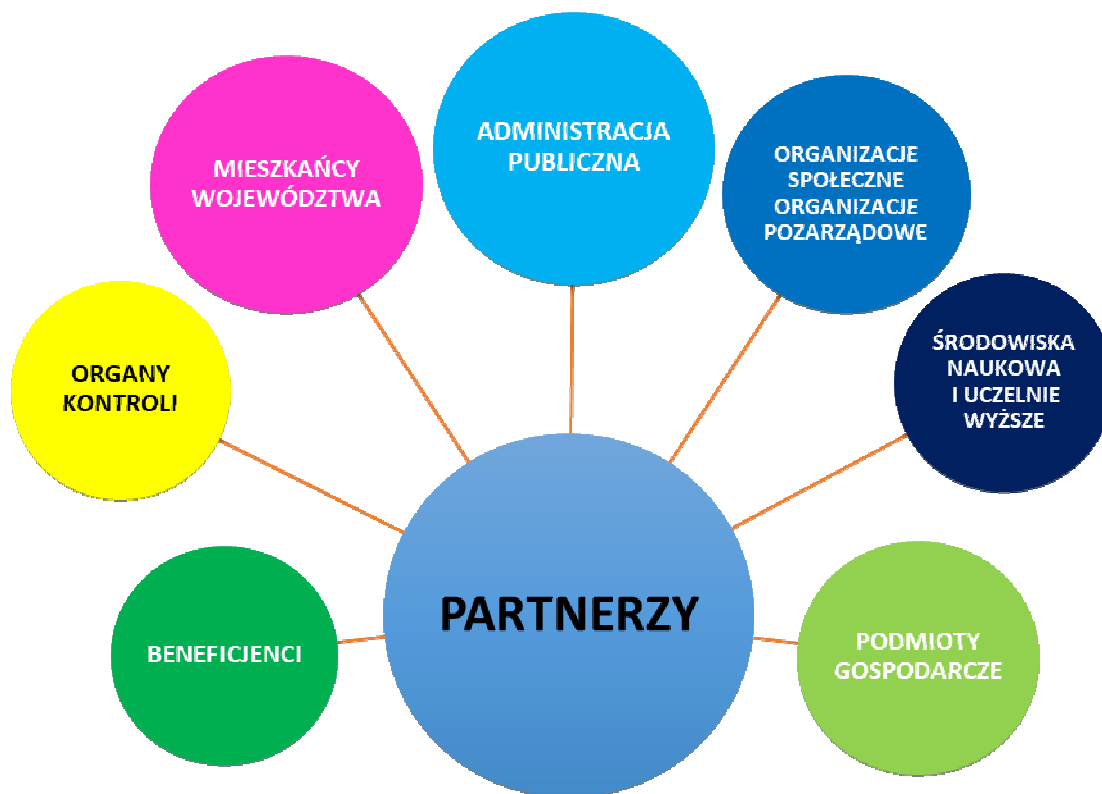 ADMINISTRACJA
PUBLICZNA
MIESZKAŃCY
WOJEWÓDZTWA
ORGANIZACJE
SPOŁECZNE
ORGANIZACJE
POZARZĄDOWE
ORGANY
KONTROLI
ŚRODOWISKA
NAUKOWA
I UCZELNIE
WYŻSZE
PARTNERZY
BENEFICJENCI
PODMIOTY
GOSPODARCZE